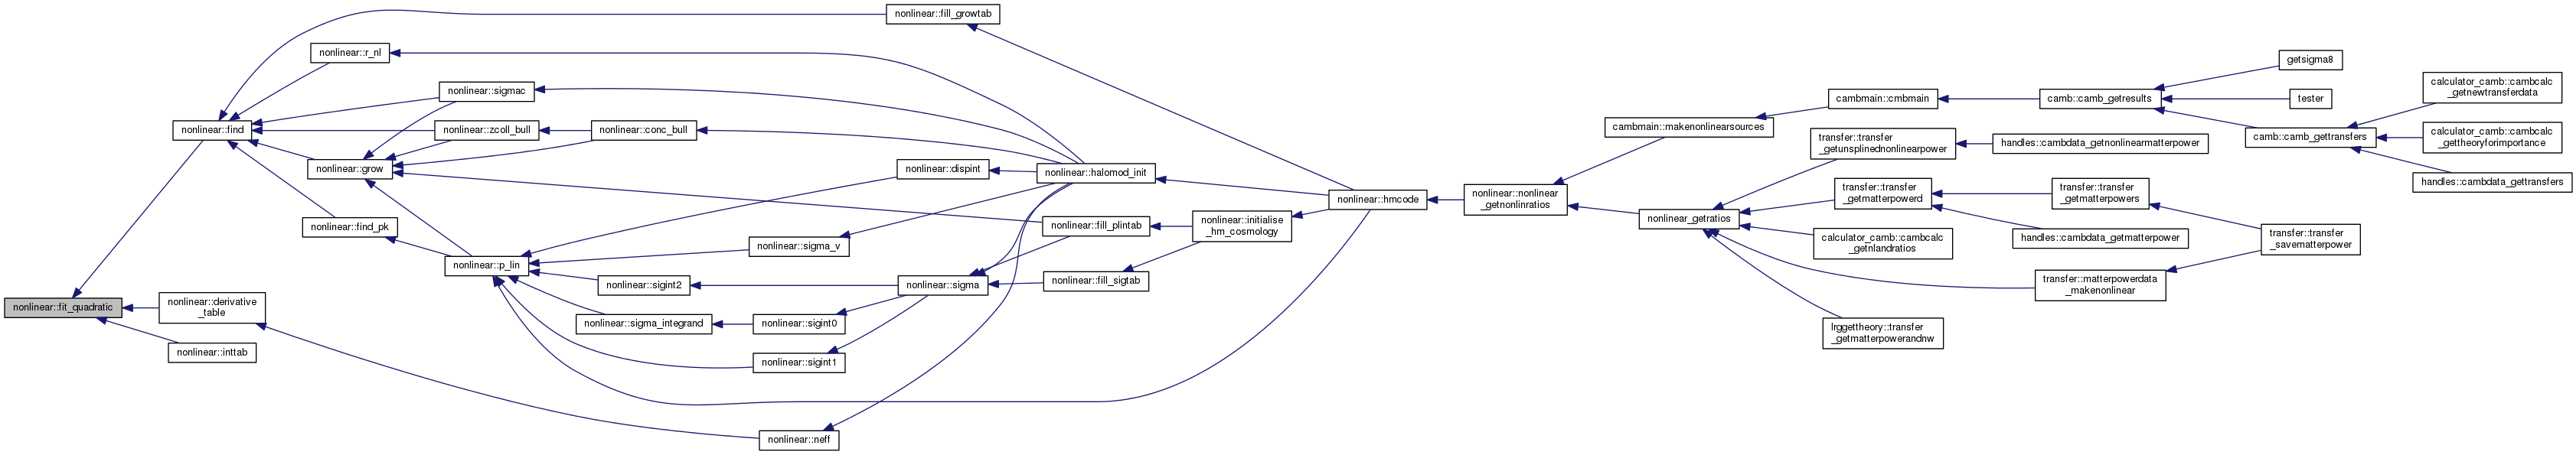 nonlinear::fit_quadratic
nonlinear::find
nonlinear::derivative
_table
nonlinear::inttab
nonlinear::fill_growtab
nonlinear::r_nl
nonlinear::sigmac
nonlinear::zcoll_bull
nonlinear::grow
nonlinear::find_pk
nonlinear::conc_bull
nonlinear::p_lin
nonlinear::dispint
nonlinear::sigma_v
nonlinear::sigint2
nonlinear::sigma_integrand
nonlinear::sigint0
nonlinear::sigint1
nonlinear::neff
nonlinear::sigma
nonlinear::halomod_init
nonlinear::fill_plintab
nonlinear::fill_sigtab
nonlinear::initialise
_hm_cosmology
nonlinear::hmcode
nonlinear::nonlinear
_getnonlinratios
cambmain::makenonlinearsources
nonlinear_getratios
cambmain::cmbmain
transfer::transfer
_getunsplinednonlinearpower
transfer::transfer
_getmatterpowerd
calculator_camb::cambcalc
_getnlandratios
transfer::matterpowerdata
_makenonlinear
lrggettheory::transfer
_getmatterpowerandnw
camb::camb_getresults
handles::cambdata_getnonlinearmatterpower
transfer::transfer
_getmatterpowers
handles::cambdata_getmatterpower
getsigma8
tester
camb::camb_gettransfers
transfer::transfer
_savematterpower
calculator_camb::cambcalc
_getnewtransferdata
calculator_camb::cambcalc
_gettheoryforimportance
handles::cambdata_gettransfers